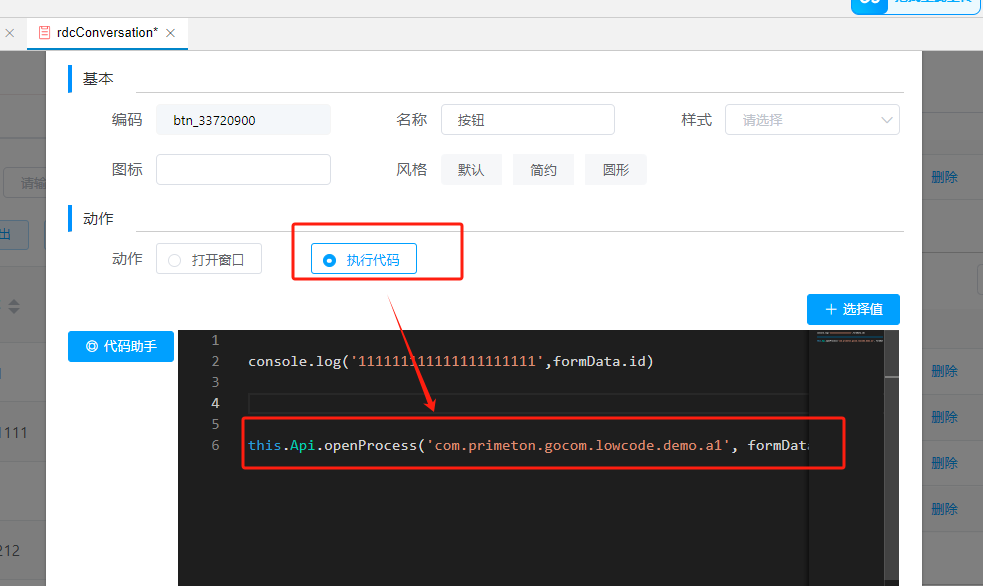 rdcConversation*
基本
编码 btn_33720900 名称 按钮 样式 请选择
图标 风格 默认 简约 圆形
删除
出
动作
动作 打开窗口 执行代码
+ 选择值
@ 代码助手
1
2 console.log('111111111111111111111',formData.id)
3
4
5
6 this.Api.openProcess('com.primeton.gocom.lowcode.demo.a1', formData
删除
删除
1111
删除
删除
212